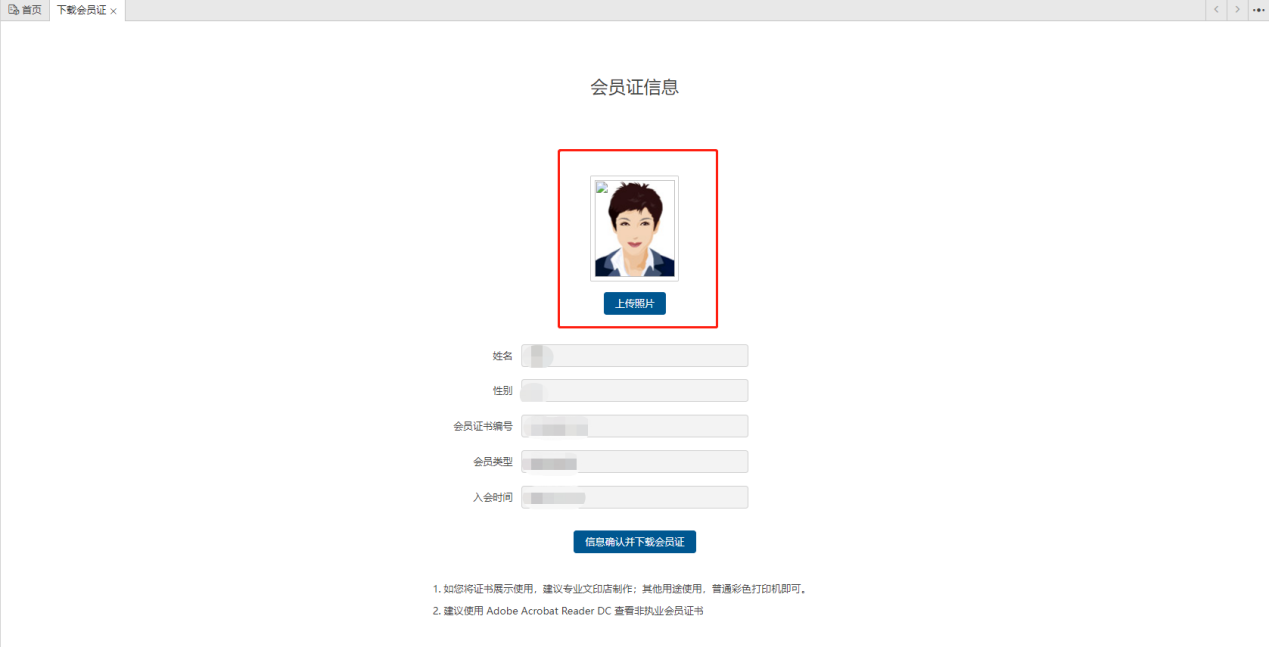 首页 下载会员证 ×
会员证信息
上传照片
姓名
性别
会员证书编号
会员类型
入会时间
信息确认并下载会员证
1. 如您将证书展示使用，建议专业文印店制作；其他用途使用，普通彩色打印机即可。
2. 建议使用 Adobe Acrobat Reader DC 查看非执业会员证书